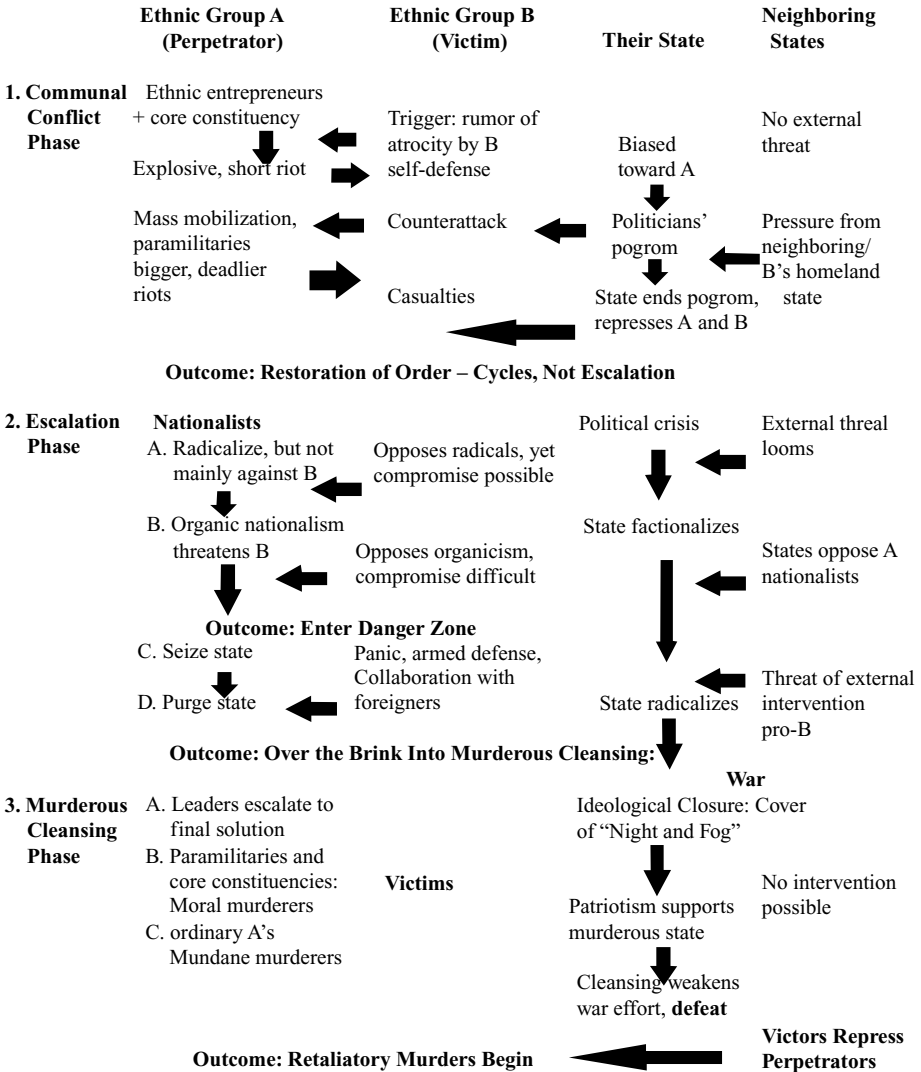 Ethnic Group A
(Perpetrator)
Ethnic Group B
(Victim)
Their State
Neighboring
States
1. Communal
Conflict
Phase
Ethnic entrepreneurs
+ core constituency
Explosive, short riot
Mass mobilization,
paramilitaries
bigger, deadlier
riots
Trigger: rumor of
atrocity by B
self-defense
Counterattack
Casualties
Biased
toward A
Politicians’
pogrom
State ends pogrom,
represses A and B
No external
threat
Pressure from
neighboring/
B’s homeland
state
Outcome: Restoration of Order – Cycles, Not Escalation
2. Escalation
Phase
Nationalists
A. Radicalize, but not
mainly against B
B. Organic nationalism
threatens B
Opposes radicals, yet
compromise possible
Opposes organicism,
compromise difficult
Political crisis
State factionalizes
External threal
looms
States oppose A
nationalists
Outcome: Enter Danger Zone
C. Seize state
D. Purge state
Panic, armed defense,
Collaboration with
foreigners
State radicalizes
Threat of external
intervention
pro-B
Outcome: Over the Brink Into Murderous Cleansing:
War
3. Murderous
Cleansing
Phase
A. Leaders escalate to
final solution
B. Paramilitaries and
core constituencies:
Moral murderers
C. ordinary A’s
Mundane murderers
Victims
Ideological Closure: Cover
of “Night and Fog”
Patriotism supports
murderous state
Cleansing weakens
war effort, defeat
No intervention
possible
Outcome: Retaliatory Murders Begin
Victors Repress
Perpetrators